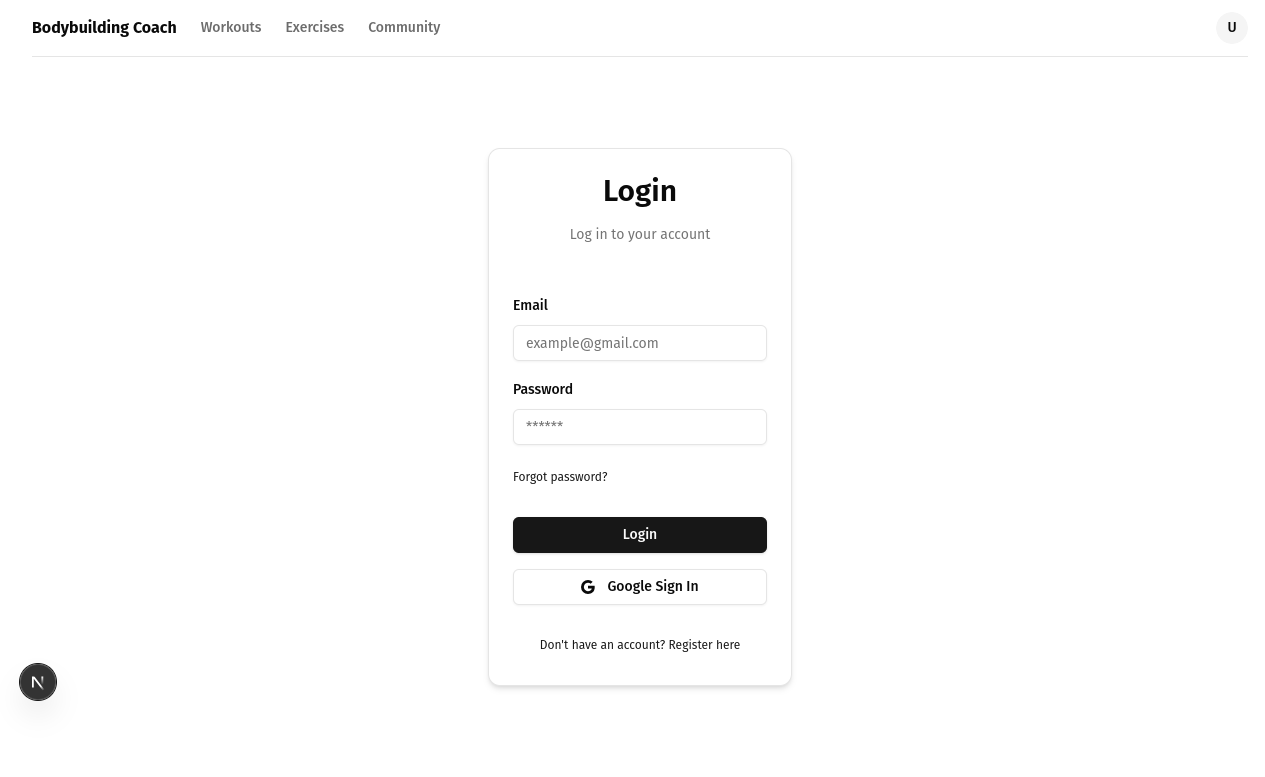 Bodybuilding Coach Workouts Exercises Community U
Login
Log in to your account
Email
example@gmail.com
Password
******
Forgot password?
Login
G Google Sign In
Don't have an account? Register here
N